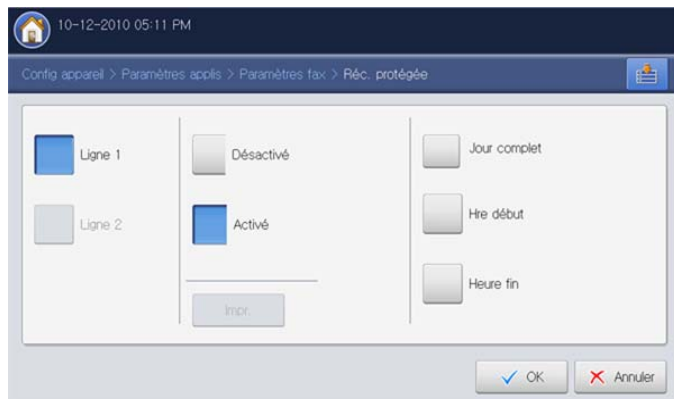 10-12-2010 05:11 PM
Config appareil > Paramètres applis > Paramètres fax > Réc. protégée
Ligne 1
Ligne 2
Désactivé
Activé
Impr.
Jour complet
Hre début
Heure fin
OK
Annuler